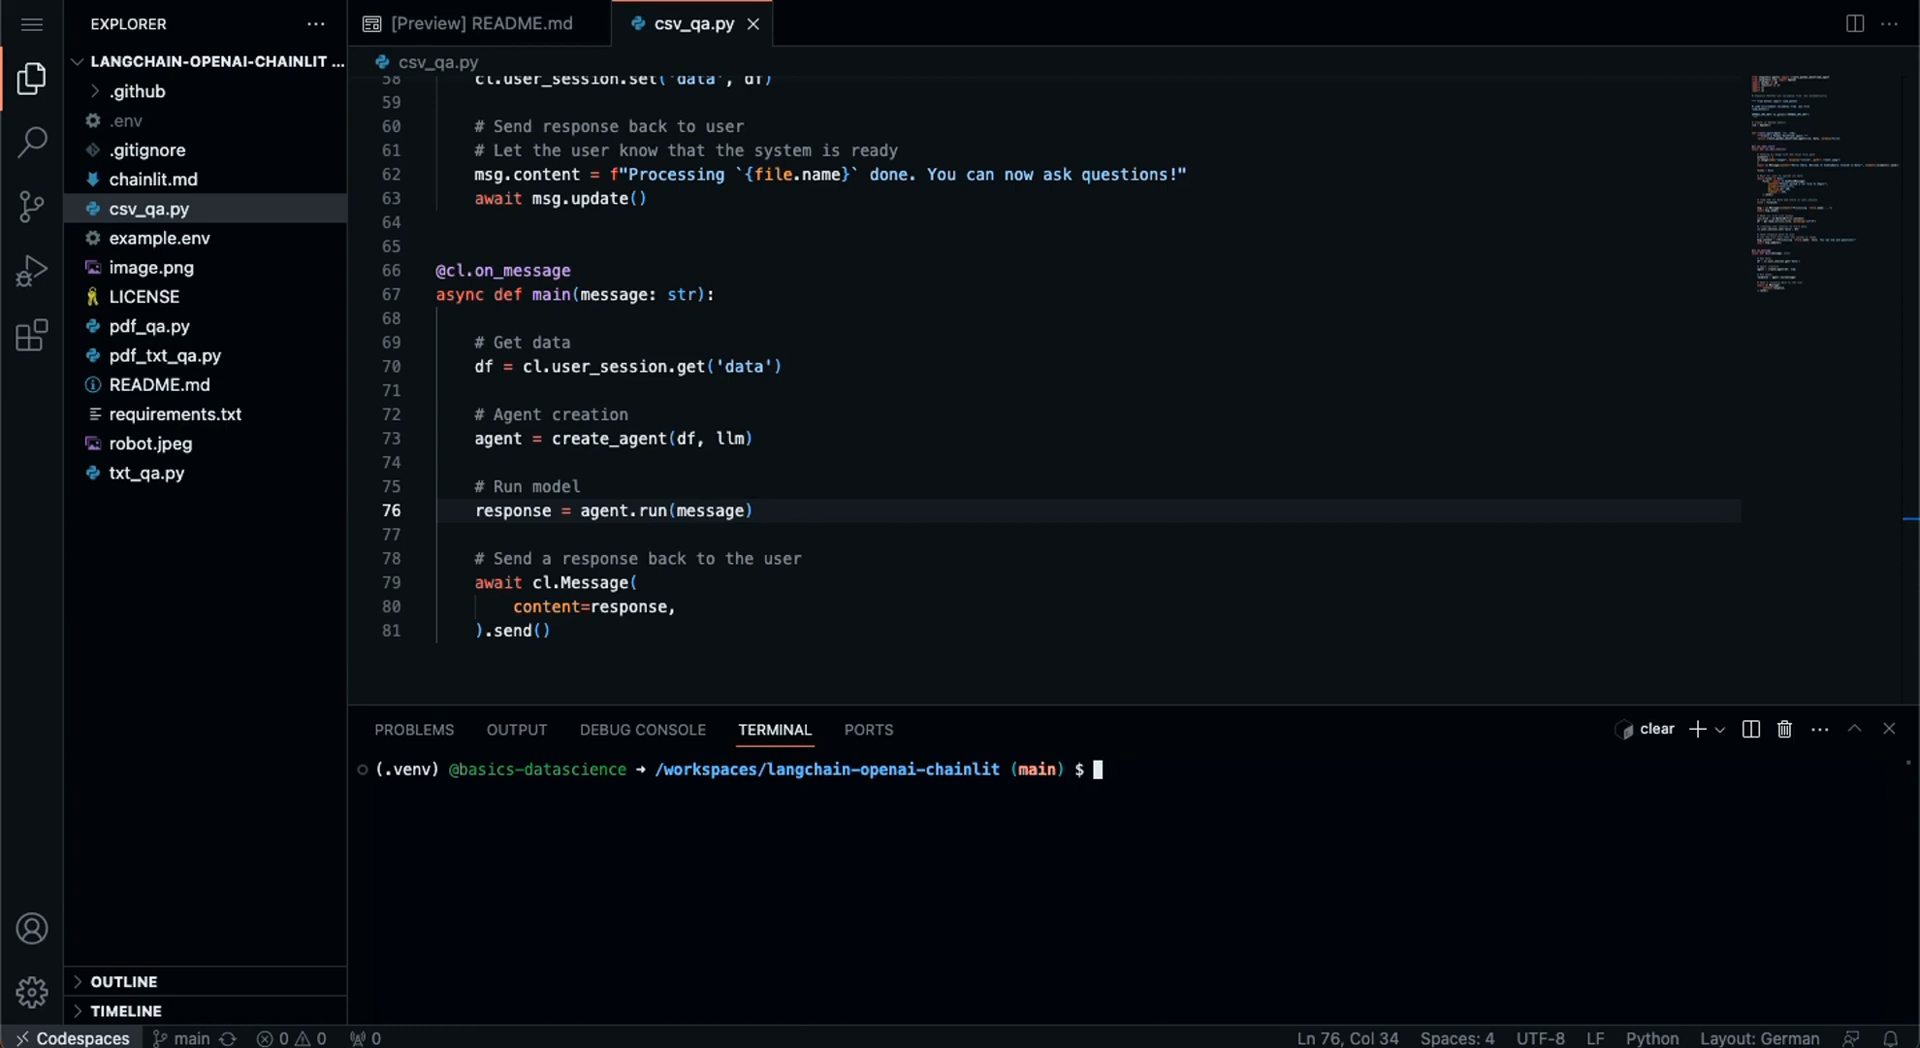 EXPLORER
LANGCHAIN-OPENAI-CHAINLIT ...
.github
.env
.gitignore
chainlit.md
csv_qa.py
example.env
image.png
LICENSE
pdf_qa.py
pdf_txt_qa.py
README.md
requirements.txt
robot.jpeg
txt_qa.py
OUTLINE
TIMELINE
[Preview] README.md
csv_qa.py
csv_qa.py
58 cl.user_session.set('data', df)
59
60 # Send response back to user
61 # Let the user know that the system is ready
62 msg.content = f"Processing `{file.name}` done. You can now ask questions!"
63 await msg.update()
64
65
66 @cl.on_message
67 async def main(message: str):
68
69 # Get data
70 df = cl.user_session.get('data')
71
72 # Agent creation
73 agent = create_agent(df, llm)
74
75 # Run model
76 response = agent.run(message)
77
78 # Send a response back to the user
79 await cl.Message(
80 content=response,
81 ).send()
PROBLEMS OUTPUT DEBUG CONSOLE TERMINAL PORTS
clear
(.venv) @basics-datascience → /workspaces/langchain-openai-chainlit (main) $
Codespaces main 0 0 0
Ln 76, Col 34 Spaces: 4 UTF-8 LF Python Layout: German